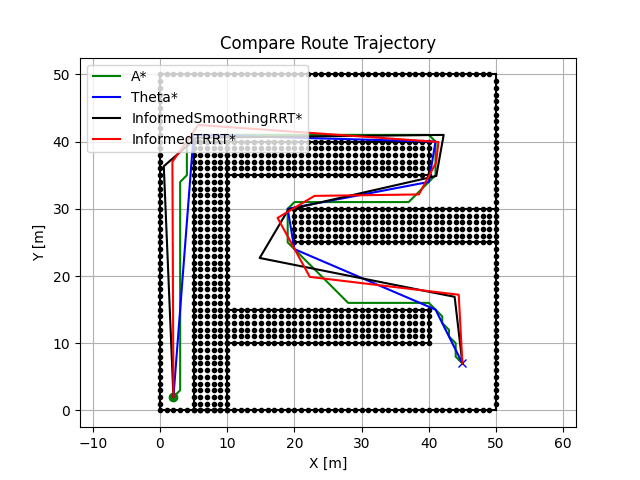 Compare Route Trajectory
A*
Theta*
InformedSmoothingRRT*
InformedTRRT*
50
40
30
20
10
0
Y [m]
−10
0
10
20
30
40
50
60
X [m]